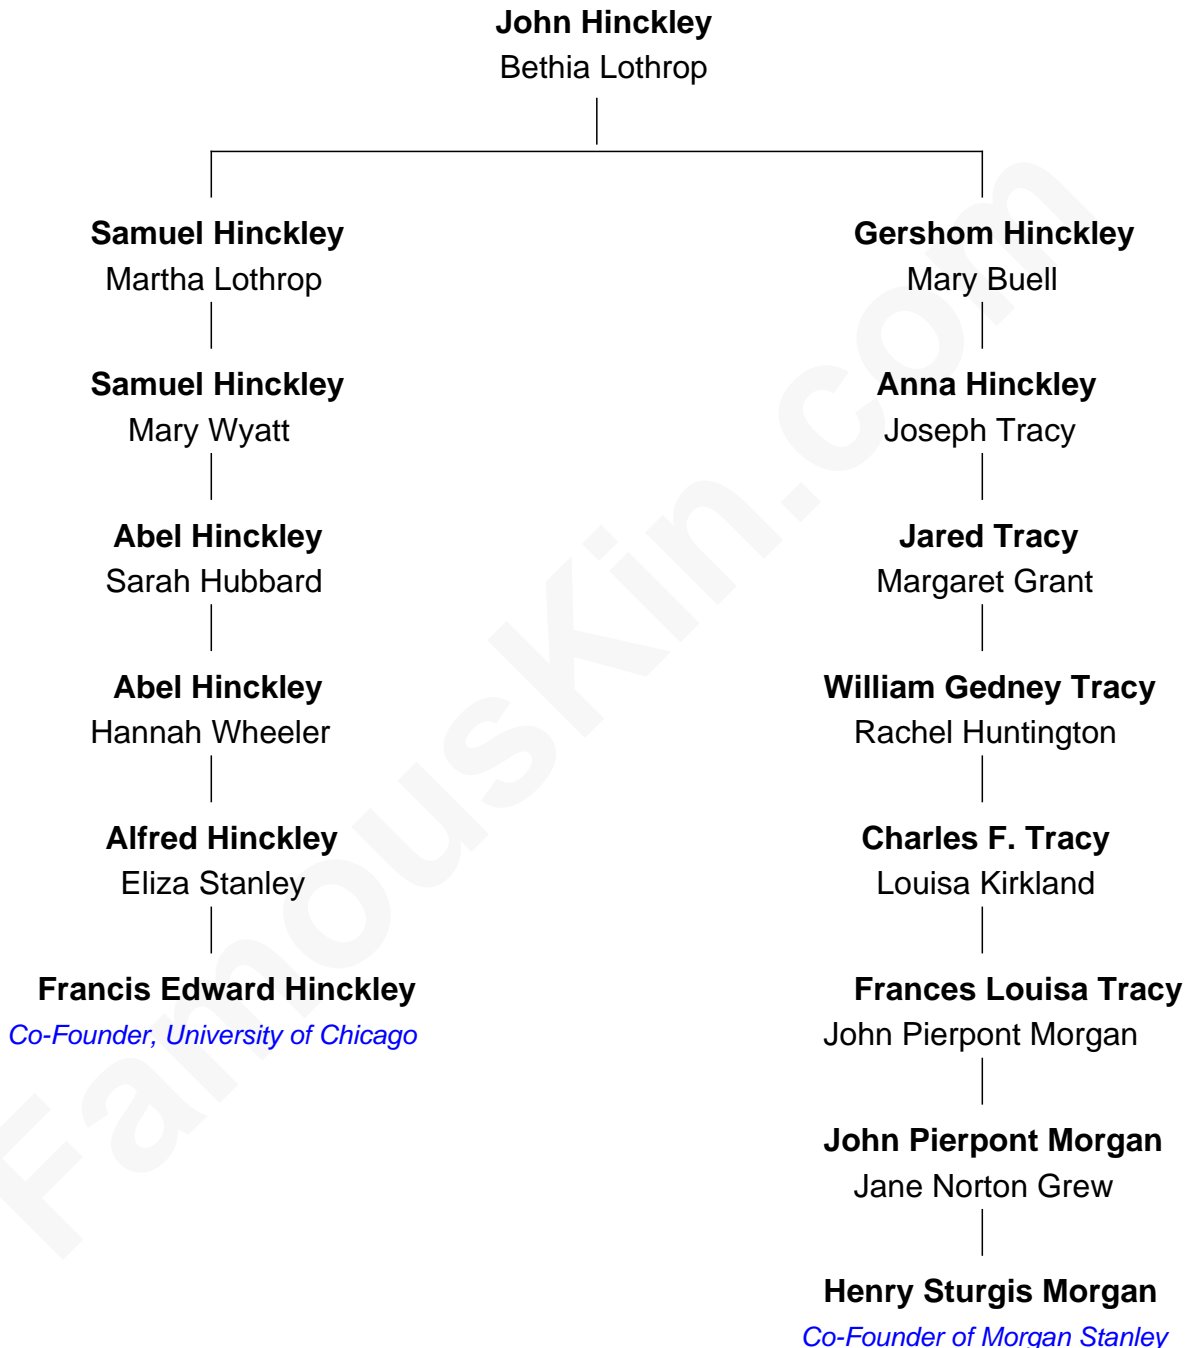 John Hinckley
Bethia Lothrop
Samuel Hinckley
Martha Lothrop
Samuel Hinckley
Mary Wyatt
Abel Hinckley
Sarah Hubbard
Abel Hinckley
Hannah Wheeler
Alfred Hinckley
Eliza Stanley
Francis Edward Hinckley
Co-Founder, University of Chicago
Gershom Hinckley
Mary Buell
Anna Hinckley
Joseph Tracy
Jared Tracy
Margaret Grant
William Gedney Tracy
Rachel Huntington
Charles F. Tracy
Louisa Kirkland
Frances Louisa Tracy
John Pierpont Morgan
John Pierpont Morgan
Jane Norton Grew
Henry Sturgis Morgan
Co-Founder of Morgan Stanley
FamousKin.com